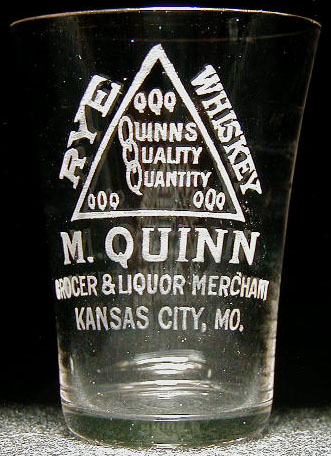 RYE WHISKEY
QQQ
QUINNS
QUALITY
QUANTITY
QQQ QQQ
M. QUINN
GROCER & LIQUOR MERCHANT
KANSAS CITY, MO.